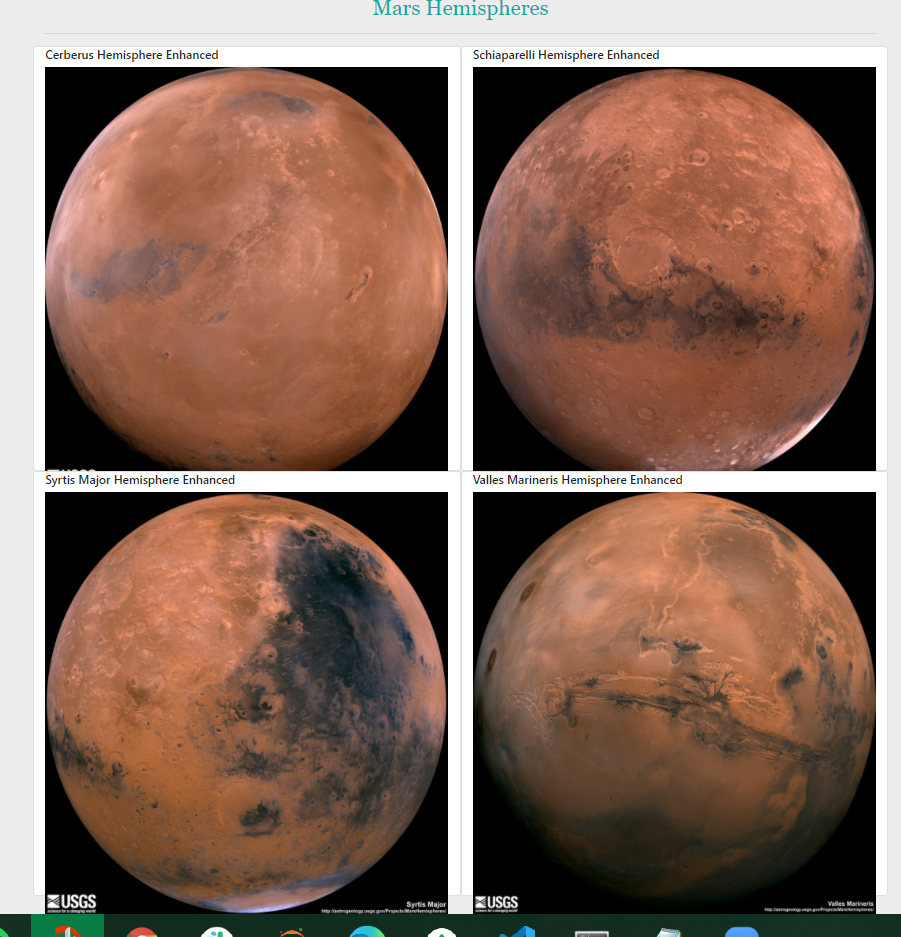 Mars Hemispheres
Cerberus Hemisphere Enhanced
Schiaparelli Hemisphere Enhanced
Syrtis Major Hemisphere Enhanced
Valles Marineris Hemisphere Enhanced
USGS
science for a changing world
Syrtis Major
http://astrogeology.usgs.gov/Projects/MarsHemispheres/
USGS
science for a changing world
Valles Marineris
http://astrogeology.usgs.gov/Projects/MarsHemispheres/